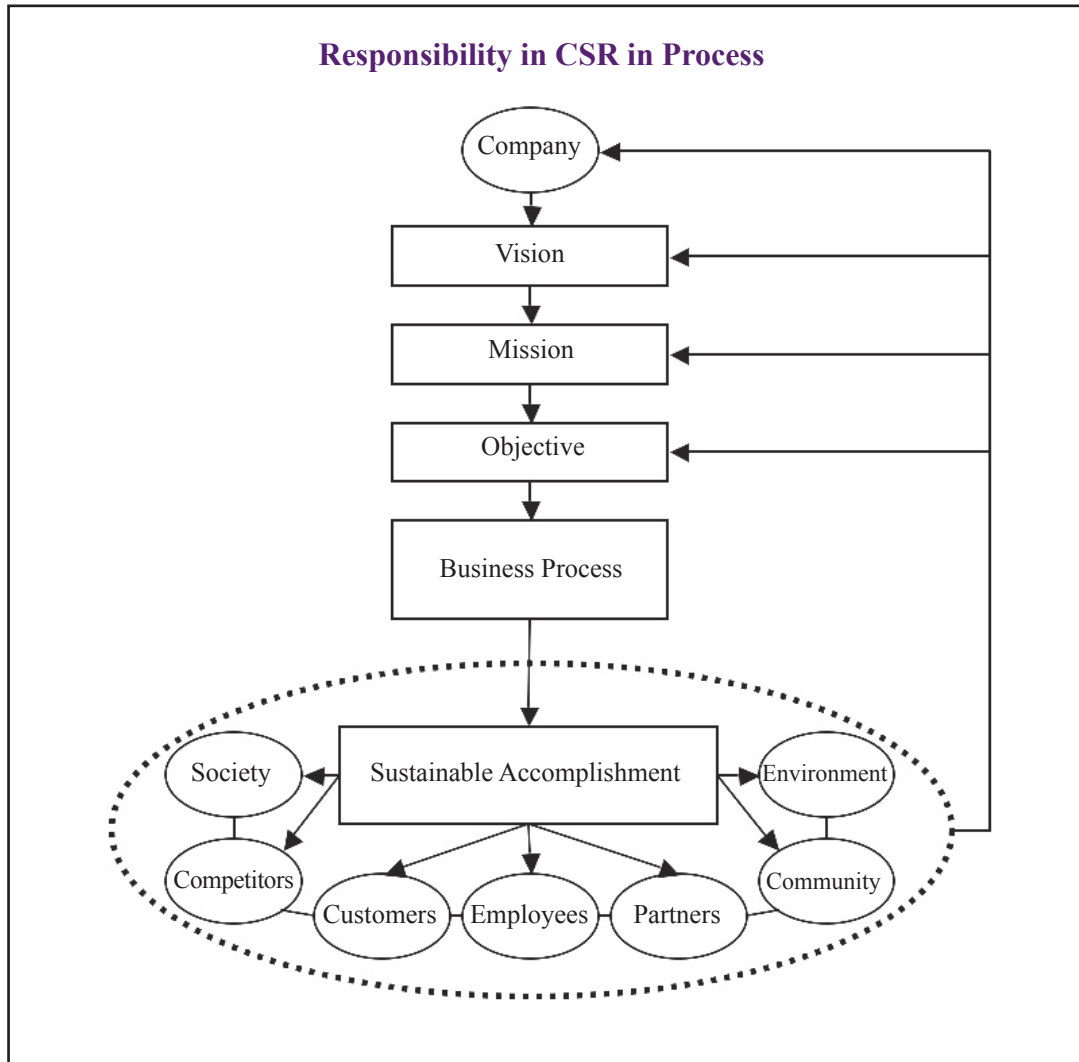 Responsibility in CSR in Process
Company
Vision
Mission
Objective
Business Process
Sustainable Accomplishment
Society
Environment
Competitors
Community
Customers
Employees
Partners